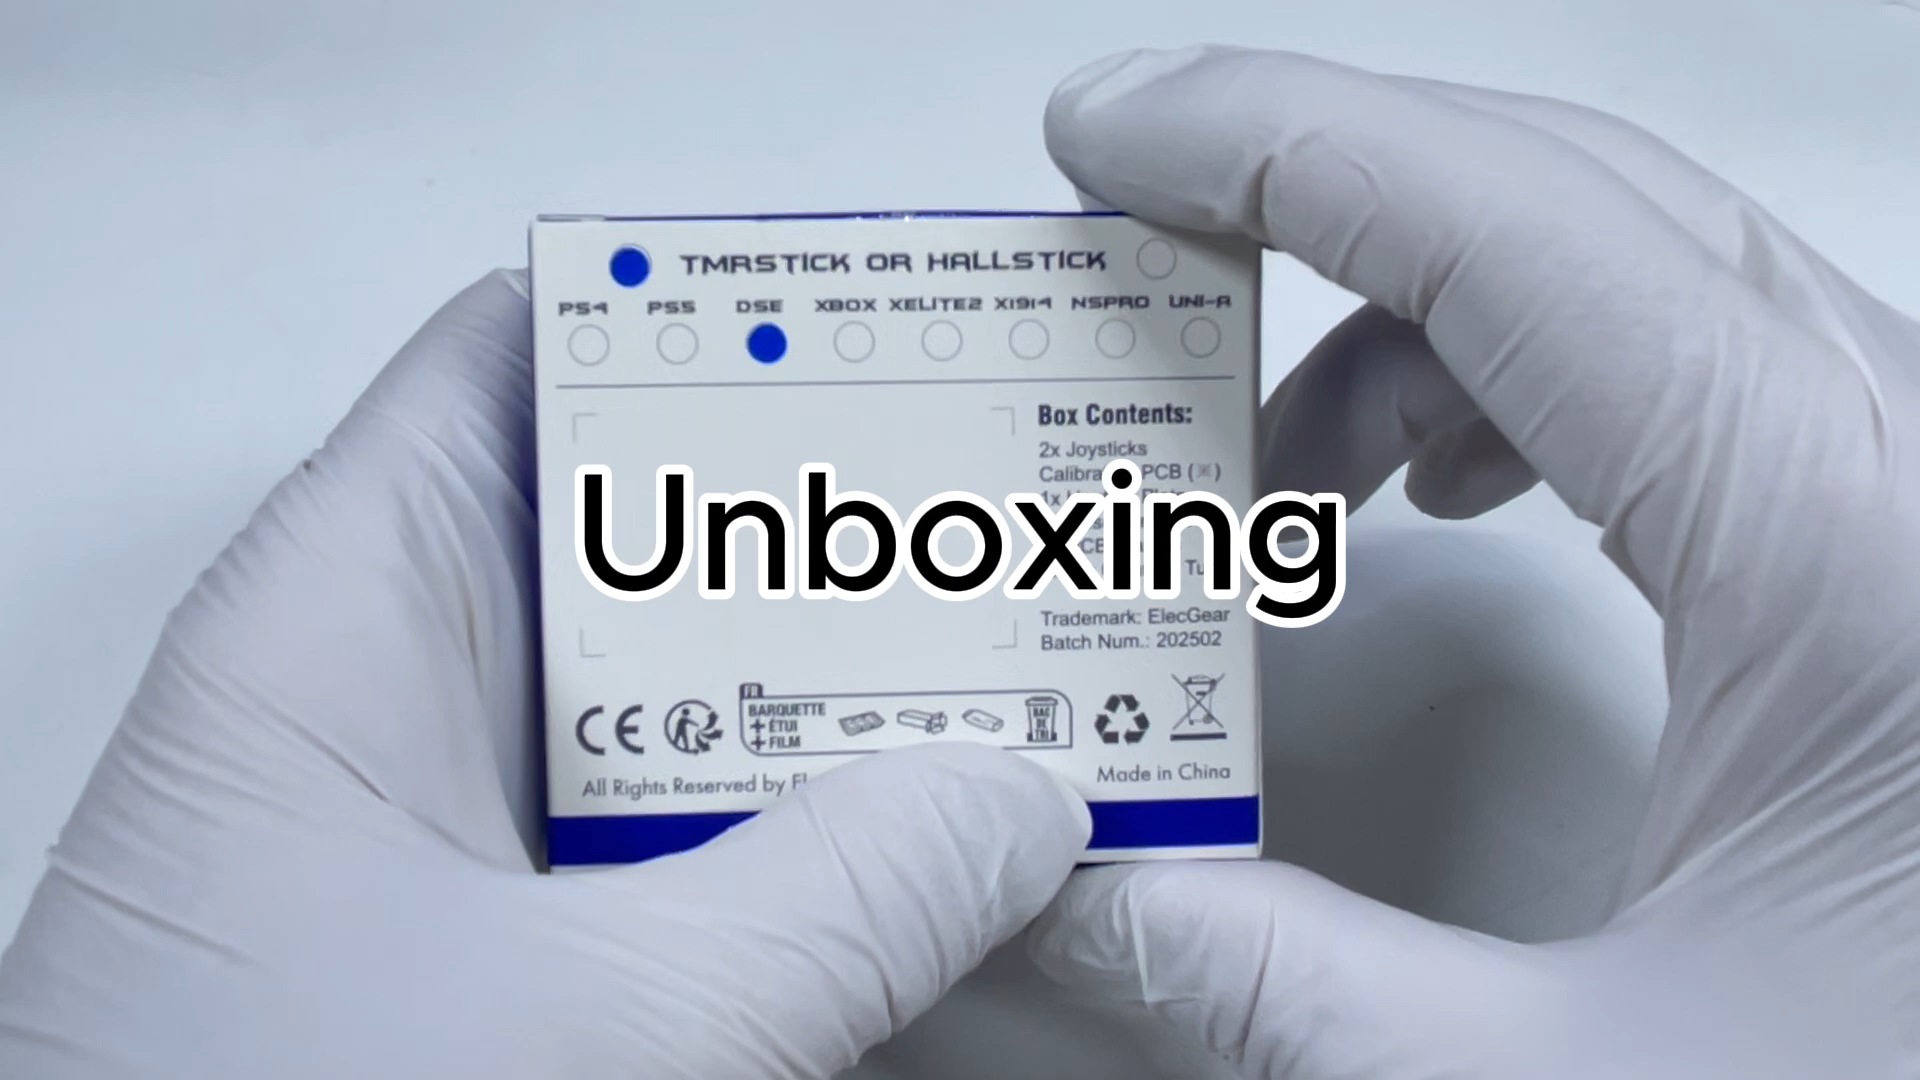 TMRSTICK OR HALLSTICK
PS4 PS5 DSE XBOX XELITE2 X1914 NSPRO UNI-A
Box Contents:
2x Joysticks
PCB (※)
Unboxing
Trademark: ElecGear
Batch Num.: 202502
CE
FR
BARQUETTE
+ ÉTUI
+ FILM
BAC
DE
TRI
All Rights Reserved by
Made in China